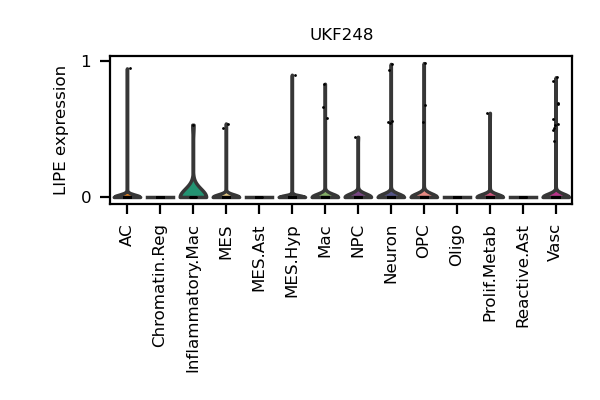 UKF248
LIPE expression
1
0
AC
Chromatin.Reg
Inflammatory.Mac
MES
MES.Ast
MES.Hyp
Mac
NPC
Neuron
OPC
Oligo
Prolif.Metab
Reactive.Ast
Vasc